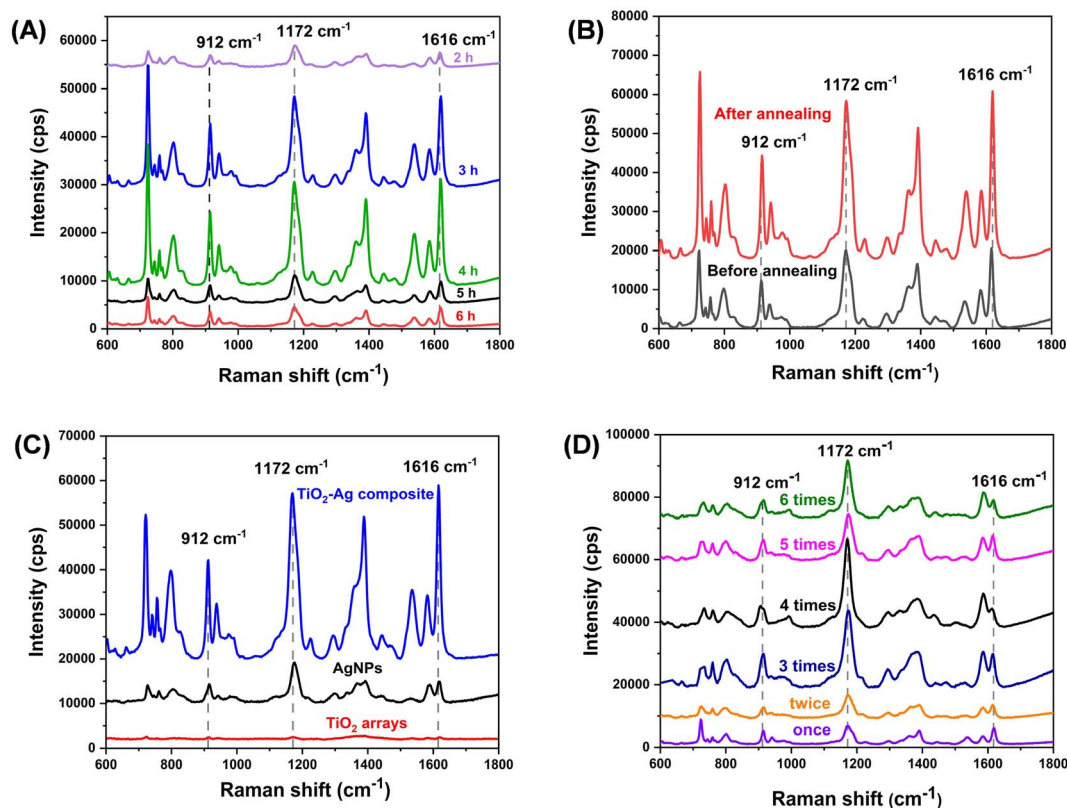 (A)
912 cm⁻¹
1172 cm⁻¹
1616 cm⁻¹
2 h
3 h
4 h
5 h
6 h
60000
50000
40000
30000
20000
10000
0
Intensity (cps)
600 800 1000 1200 1400 1600 1800
Raman shift (cm⁻¹)
(B)
1172 cm⁻¹
1616 cm⁻¹
After annealing
912 cm⁻¹
Before annealing
80000
70000
60000
50000
40000
30000
20000
10000
0
Intensity (cps)
600 800 1000 1200 1400 1600 1800
Raman shift (cm⁻¹)
(C)
1172 cm⁻¹
1616 cm⁻¹
TiO₂-Ag composite
912 cm⁻¹
AgNPs
TiO₂ arrays
70000
60000
50000
40000
30000
20000
10000
0
Intensity (cps)
600 800 1000 1200 1400 1600 1800
Raman shift (cm⁻¹)
(D)
1172 cm⁻¹
912 cm⁻¹
1616 cm⁻¹
6 times
5 times
4 times
3 times
twice
once
100000
80000
60000
40000
20000
0
Intensity (cps)
600 800 1000 1200 1400 1600 1800
Raman shift (cm⁻¹)